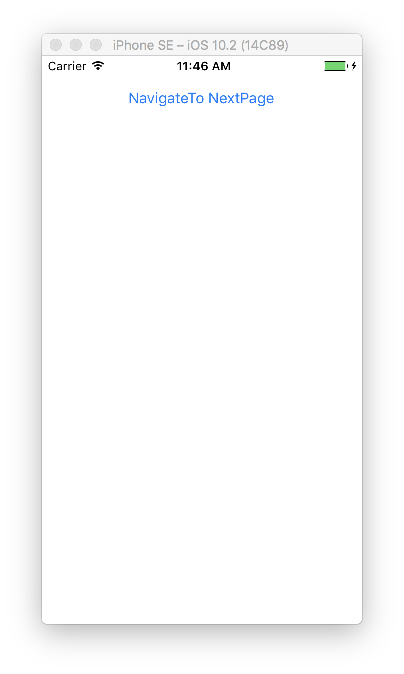 iPhone SE – iOS 10.2 (14C89)
Carrier 11:46 AM
NavigateTo NextPage